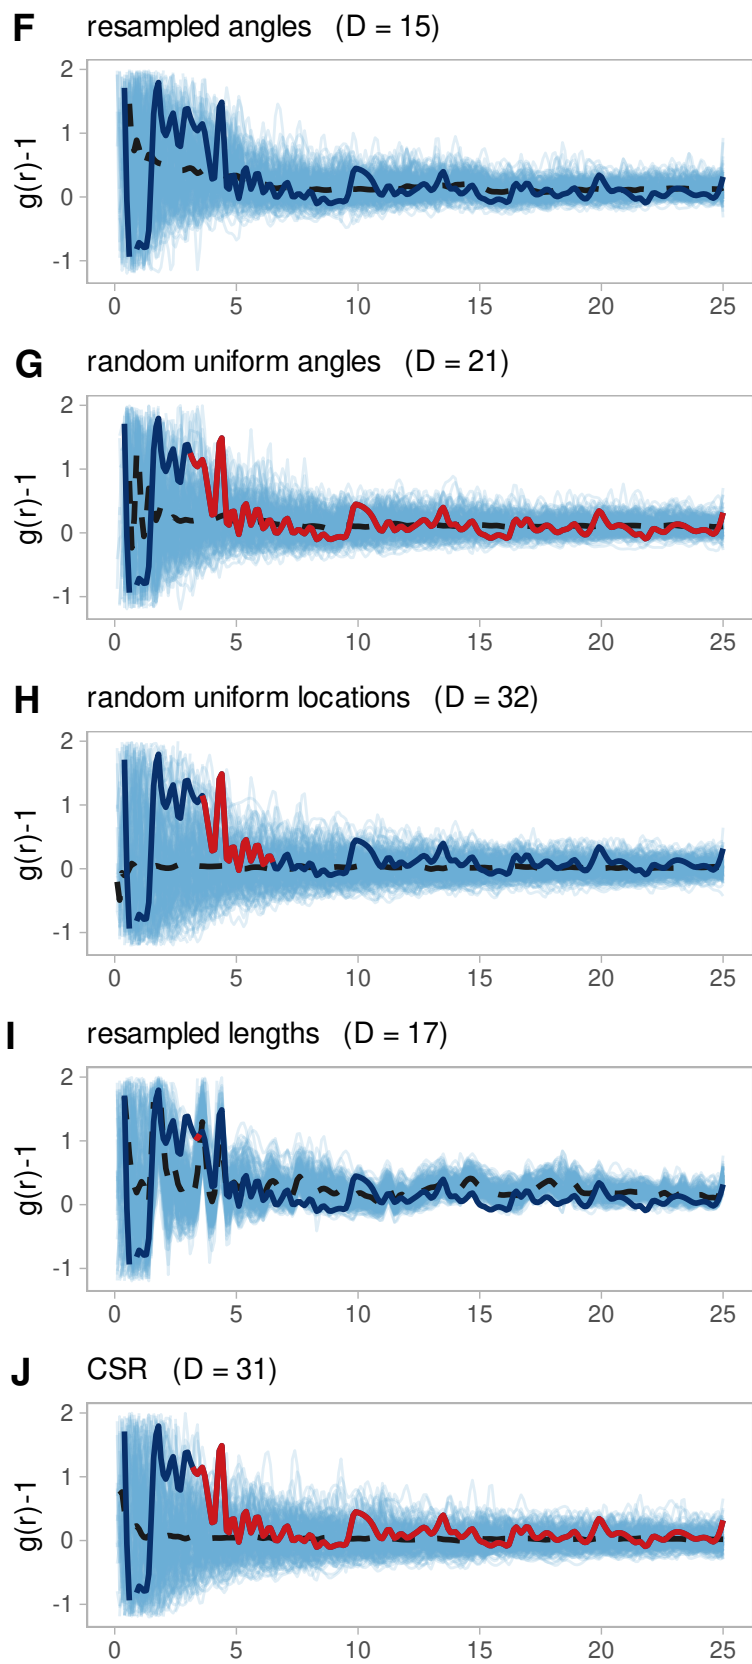 F resampled angles (D = 15)
2
1
0
-1
g(r)-1
0 5 10 15 20 25
G random uniform angles (D = 21)
2
1
0
-1
g(r)-1
0 5 10 15 20 25
H random uniform locations (D = 32)
2
1
0
-1
g(r)-1
0 5 10 15 20 25
I resampled lengths (D = 17)
2
1
0
-1
g(r)-1
0 5 10 15 20 25
J CSR (D = 31)
2
1
0
-1
g(r)-1
0 5 10 15 20 25